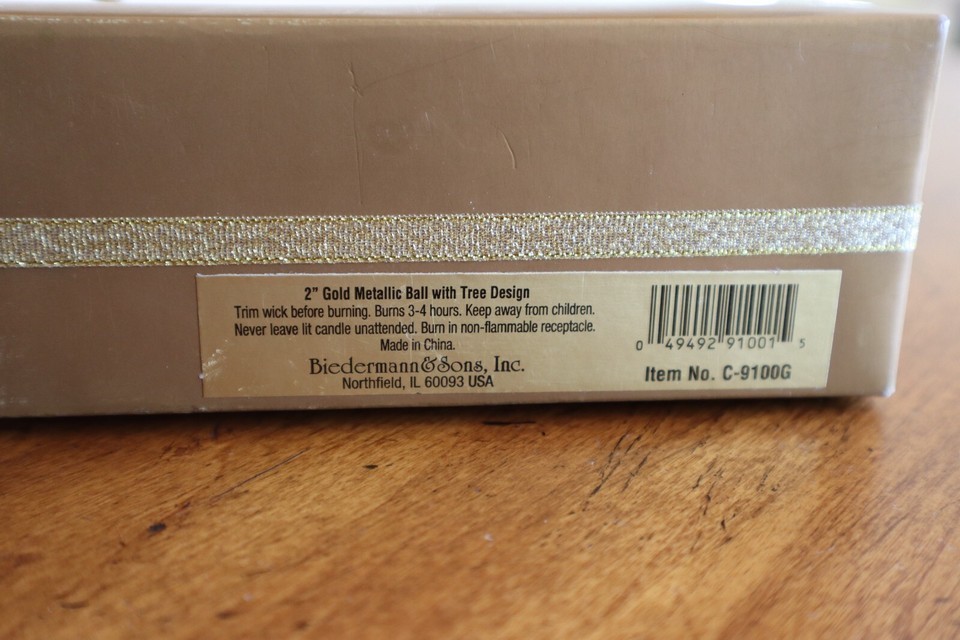 2" Gold Metallic Ball with Tree Design
Trim wick before burning. Burns 3-4 hours. Keep away from children.
Never leave lit candle unattended. Burn in non-flammable receptacle.
Made in China.
Biedermann&Sons, Inc.
Northfield, IL 60093 USA
0 49492 91001 5
Item No. C-9100G